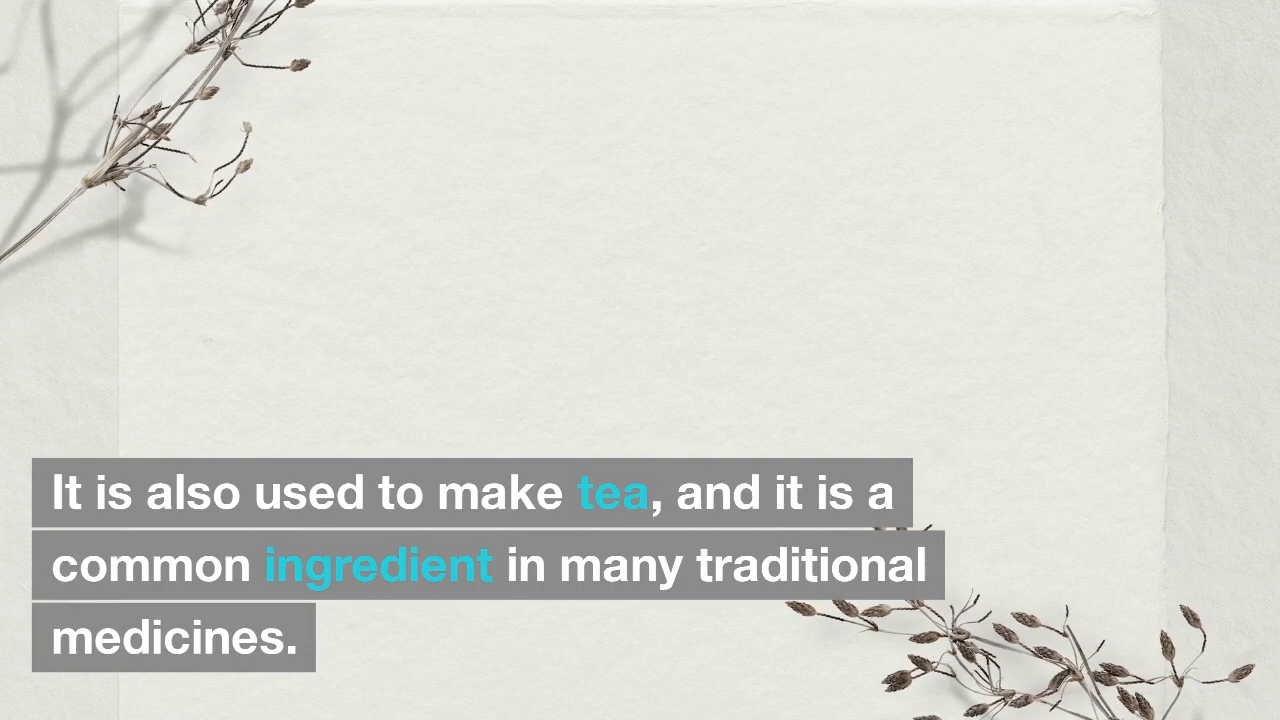 It is also used to make tea, and it is a
common ingredient in many traditional
medicines.